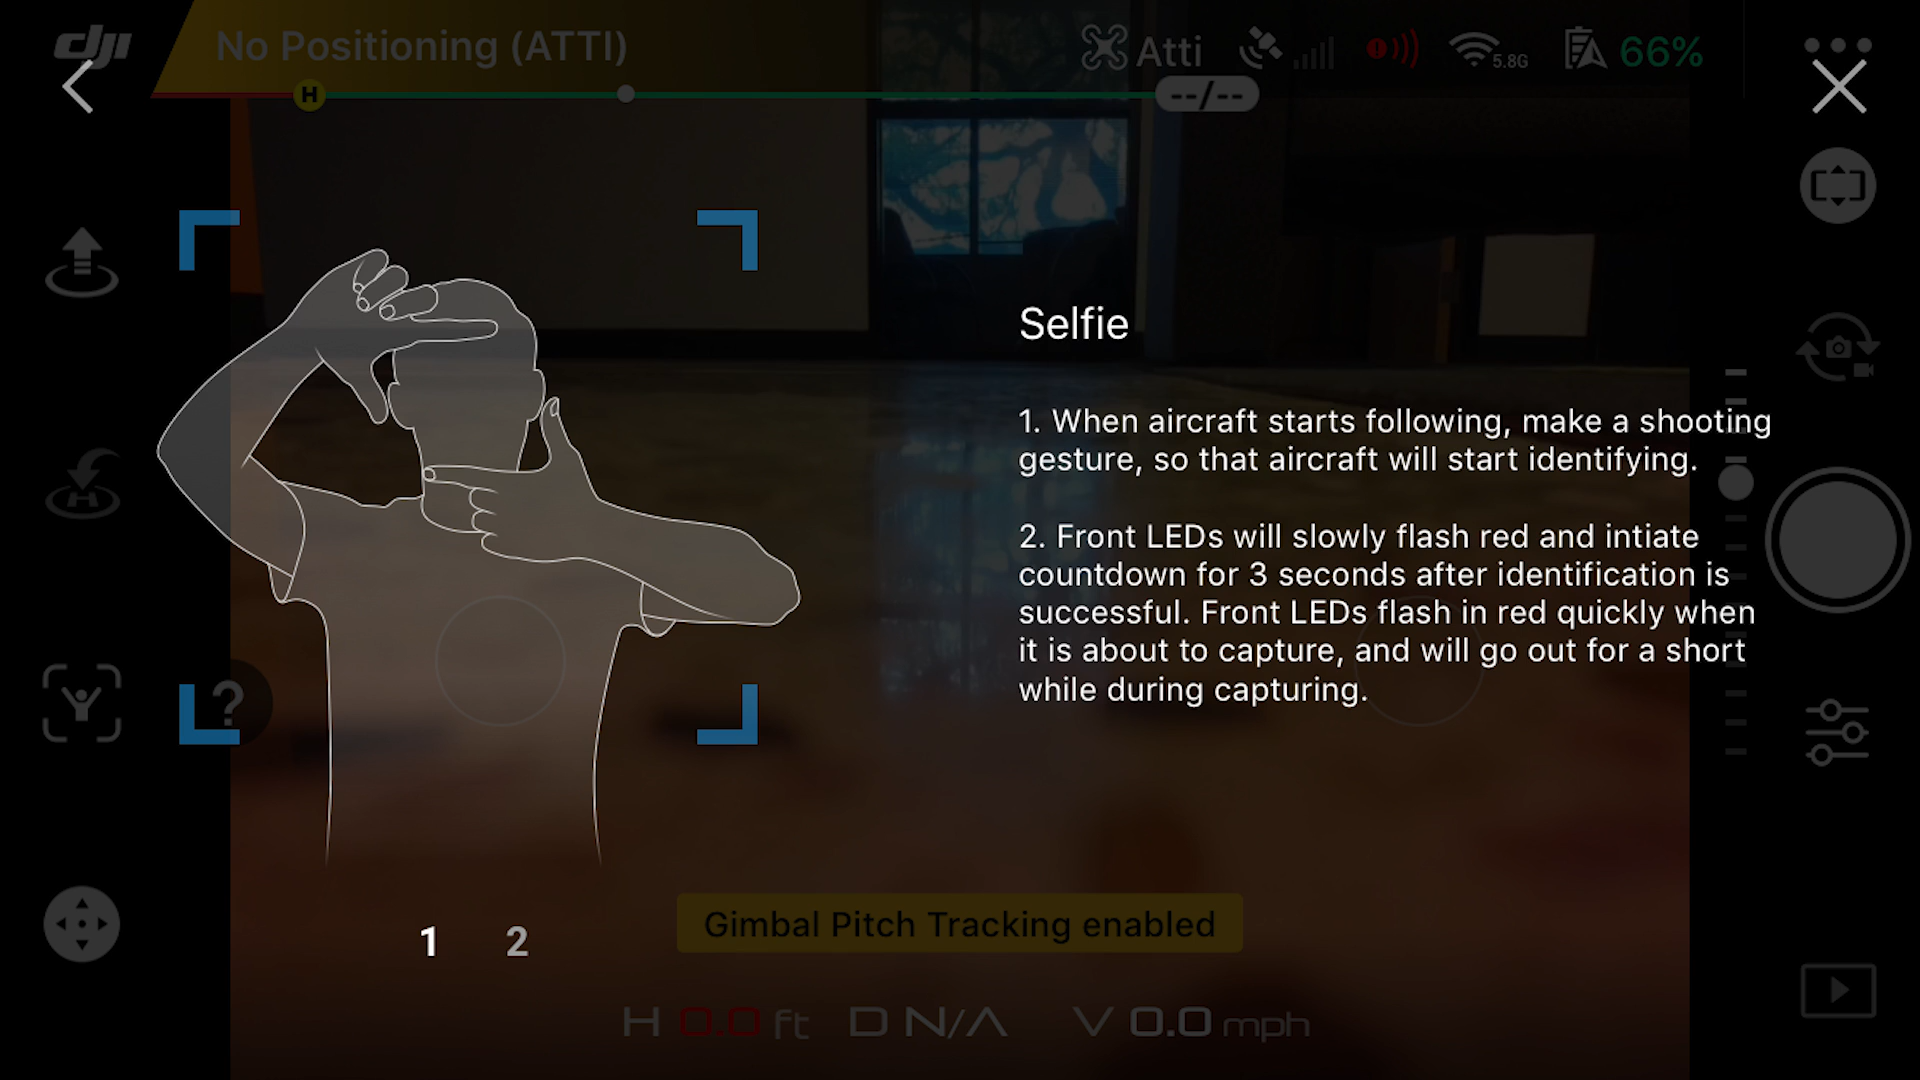 dji
No Positioning (ATTI)
Atti
5.8G
66%
H
--/--
Selfie
1. When aircraft starts following, make a shooting
gesture, so that aircraft will start identifying.
2. Front LEDs will slowly flash red and intiate
countdown for 3 seconds after identification is
successful. Front LEDs flash in red quickly when
it is about to capture, and will go out for a short
while during capturing.
H
?
1 2
Gimbal Pitch Tracking enabled
H 0.0 ft D N/A V 0.0 mph